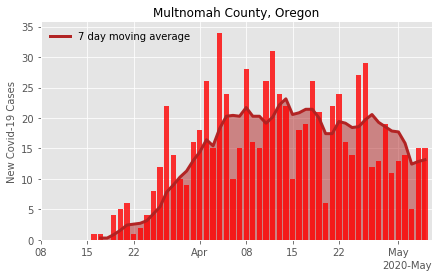 Multnomah County, Oregon
7 day moving average
New Covid-19 Cases
35
30
25
20
15
10
5
0
08 15 22 Apr 08 15 22 May
2020-May